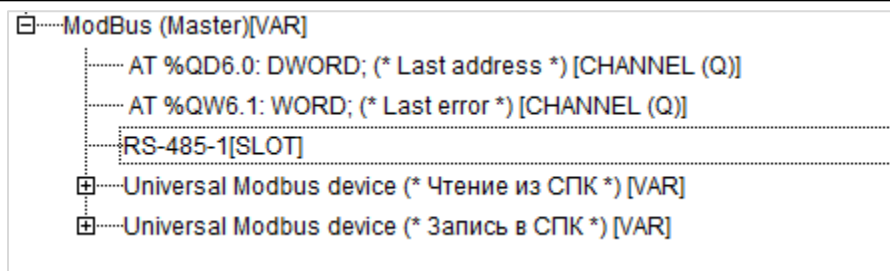 ModBus (Master)[VAR]
AT %QD6.0: DWORD; (* Last address *) [CHANNEL (Q)]
AT %QW6.1: WORD; (* Last error *) [CHANNEL (Q)]
RS-485-1[SLOT]
Universal Modbus device (* Чтение из СПК *) [VAR]
Universal Modbus device (* Запись в СПК *) [VAR]